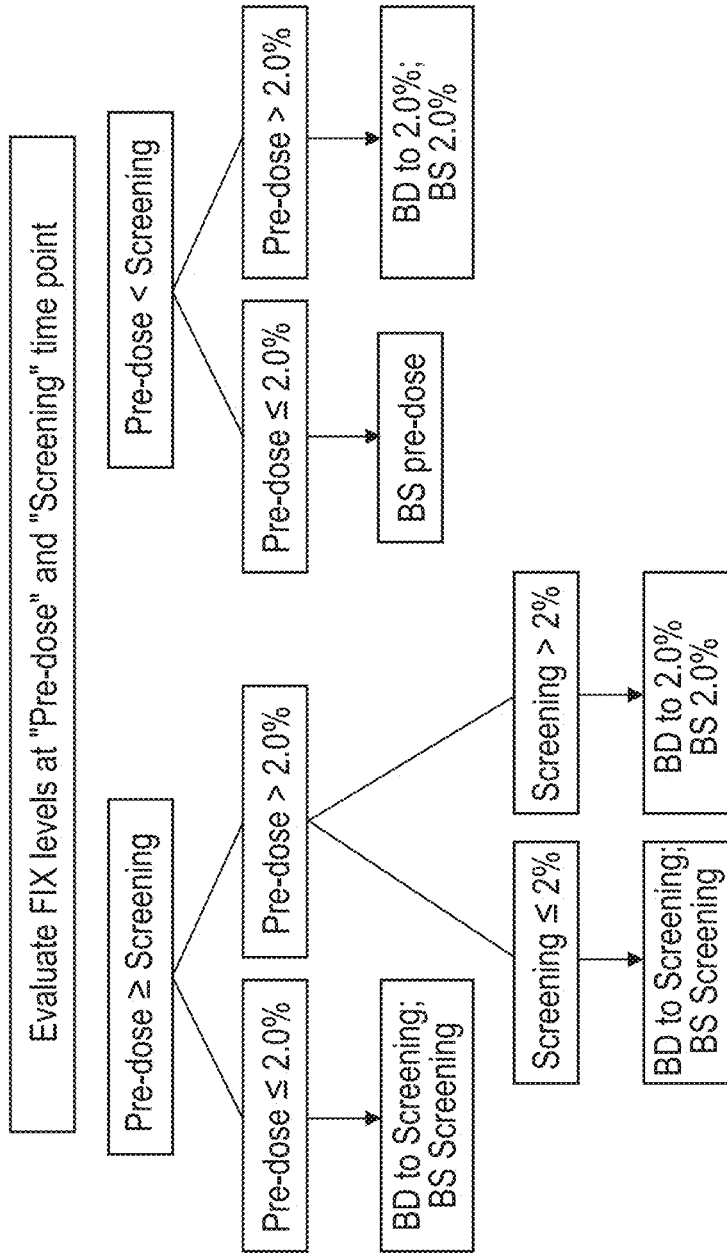 Evaluate FIX levels at "Pre-dose" and "Screening" time point
Pre-dose ≥ Screening
Pre-dose < Screening
Pre-dose ≤ 2.0%
Pre-dose > 2.0%
Pre-dose ≤ 2.0%
Pre-dose > 2.0%
BD to Screening;
BS Screening
BS pre-dose
BD to 2.0%;
BS 2.0%
Screening ≤ 2%
Screening > 2%
BD to Screening;
BS Screening
BD to 2.0%
BS 2.0%